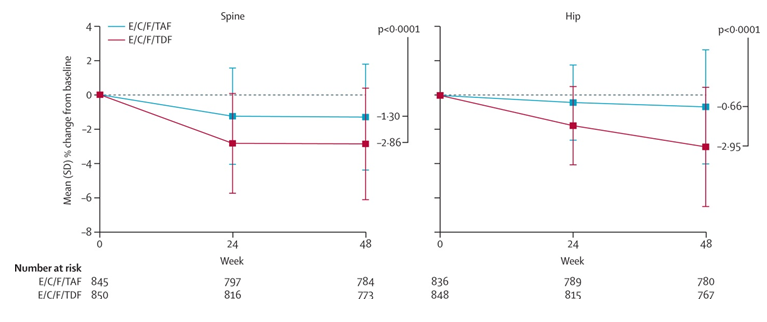 Spine
Hip
E/C/F/TAF
E/C/F/TDF
p<0·0001
p<0·0001
Mean (SD) % change from baseline
4
2
0
–2
–4
–6
–8
–1·30
–2·86
–0·66
–2·95
0 24 48
0 24 48
Week
Week
Number at risk
E/C/F/TAF 845 797 784 836 789 780
E/C/F/TDF 850 816 773 848 815 767